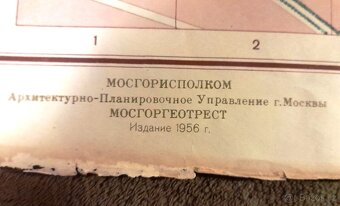 1 2
МОСГОРИСПОЛКОМ
Архитектурно-Планировочное Управление г. Москвы
МОСГОРГЕОТРЕСТ
Издание 1956 г.